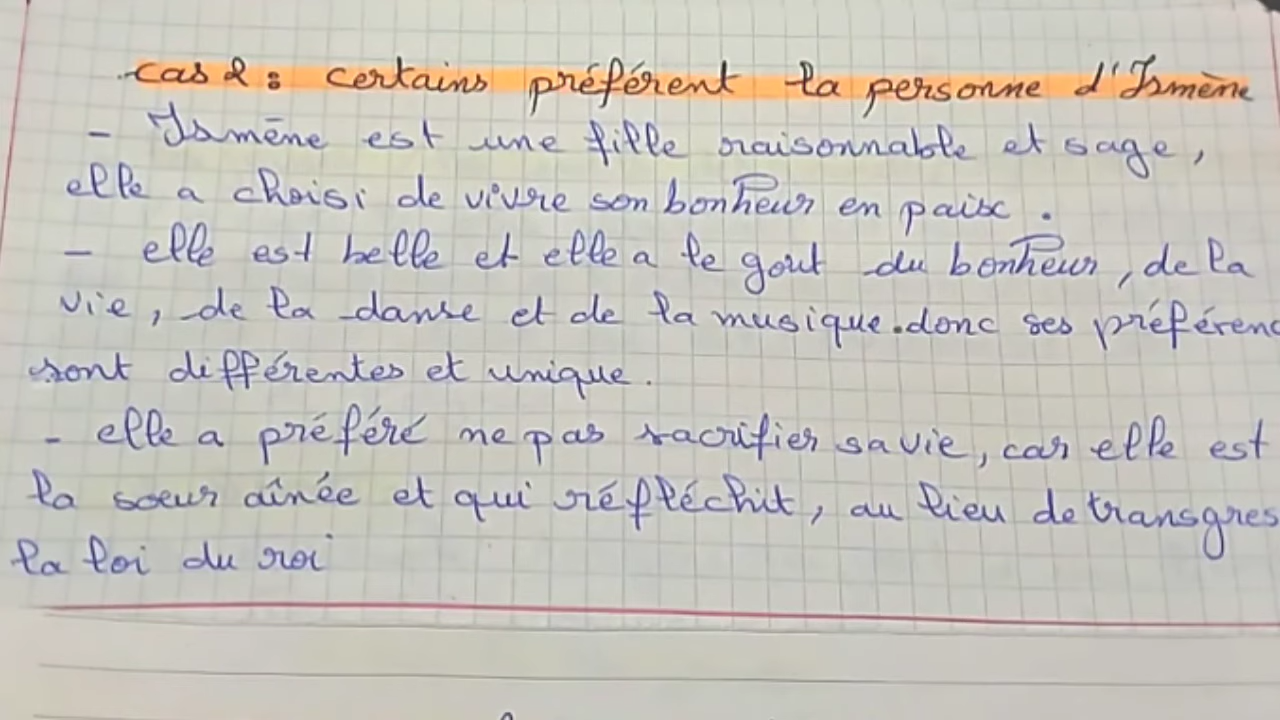 cas 2 : certains préférent la personne d'Ismène
- Ismène est une fille raisonnable et sage,
elle a choisi de vivre son bonheur en paix .
- elle est belle et elle a le gout du bonheur, de la
vie, de la danse et de la musique. donc ses préférenc
sont différentes et unique.
- elle a préféré ne pas sacrifier sa vie, car elle est
la soeur aînée et qui réfléchit, au lieu de transgres
la loi du roi